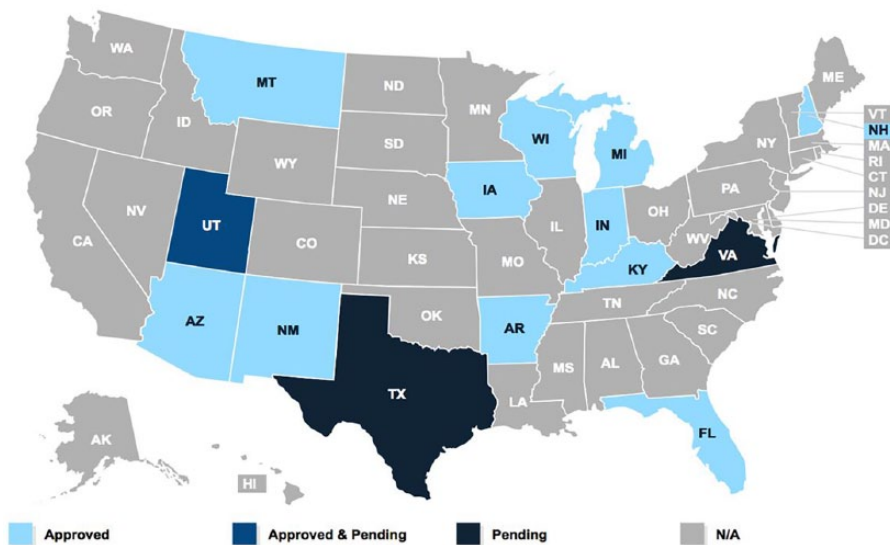 WA
MT
ND
MN
ME
OR
ID
SD
WI
MI
NY
VT
NH
MA
RI
CT
NJ
DE
MD
DC
WY
IA
NE
PA
NV
UT
CO
IL
IN
OH
WV
VA
CA
KS
MO
KY
NC
TN
AZ
NM
OK
AR
SC
MS
AL
GA
TX
LA
FL
AK
HI
Approved
Approved & Pending
Pending
N/A